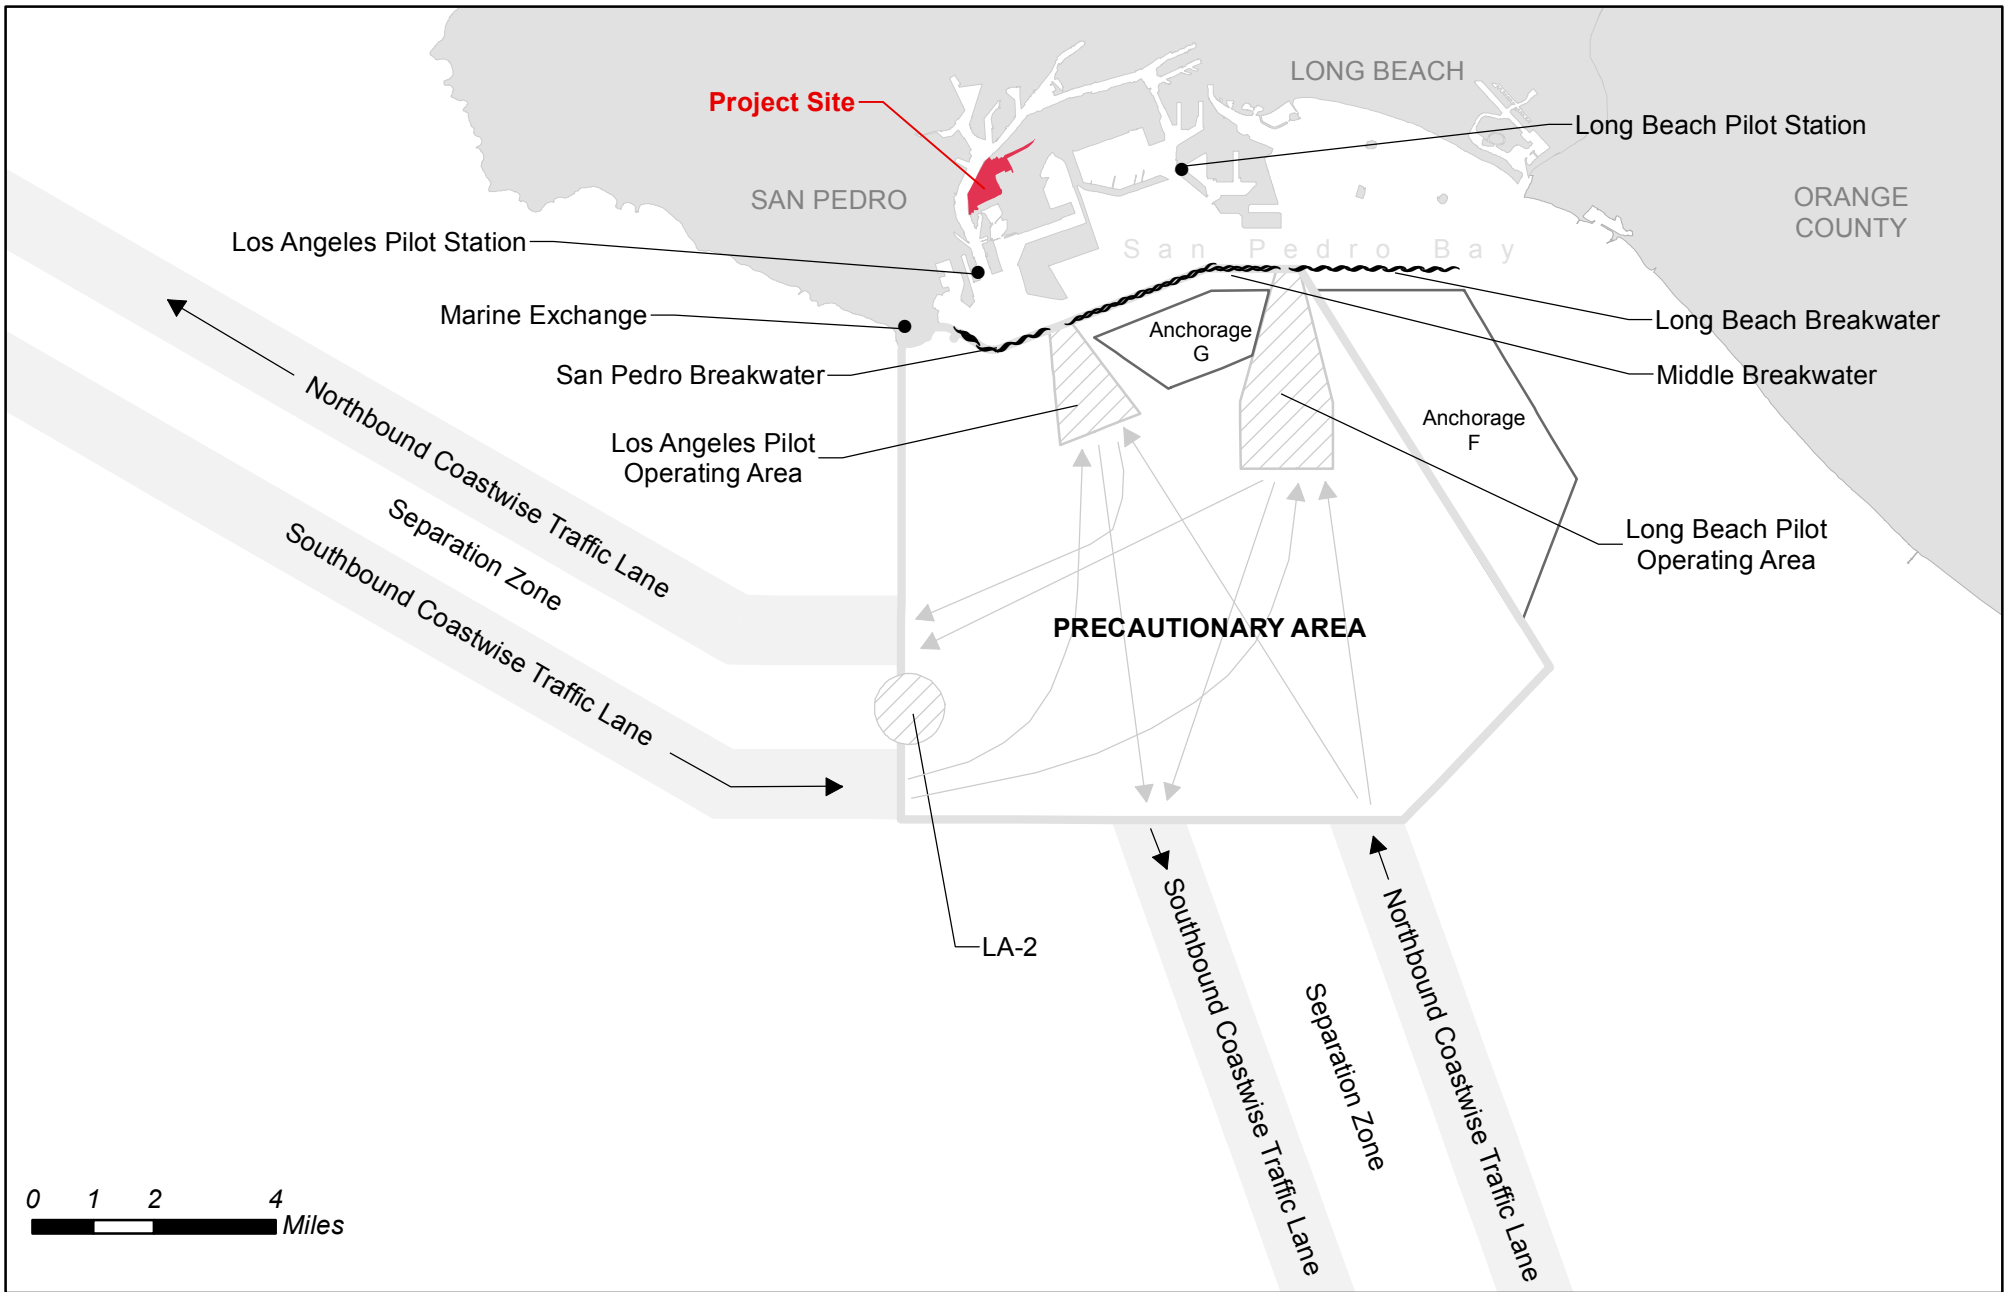 LONG BEACH
Project Site
Long Beach Pilot Station
SAN PEDRO
ORANGE
COUNTY
Los Angeles Pilot Station
San Pedro Bay
Marine Exchange
Anchorage
G
Long Beach Breakwater
San Pedro Breakwater
Middle Breakwater
Anchorage
F
Los Angeles Pilot
Operating Area
Long Beach Pilot
Operating Area
Northbound Coastwise Traffic Lane
Separation Zone
Southbound Coastwise Traffic Lane
PRECAUTIONARY AREA
LA-2
Southbound Coastwise Traffic Lane
Separation Zone
Northbound Coastwise Traffic Lane
0 1 2 4
Miles